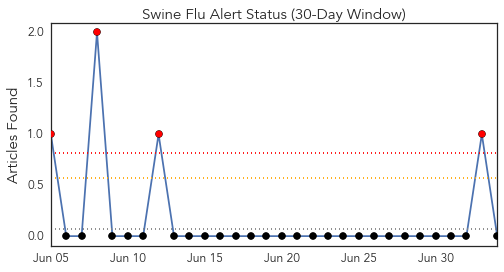 Swine Flu Alert Status (30-Day Window)
Articles Found
2.0
1.5
1.0
0.5
0.0
Jun 05
Jun 10
Jun 15
Jun 20
Jun 25
Jun 30